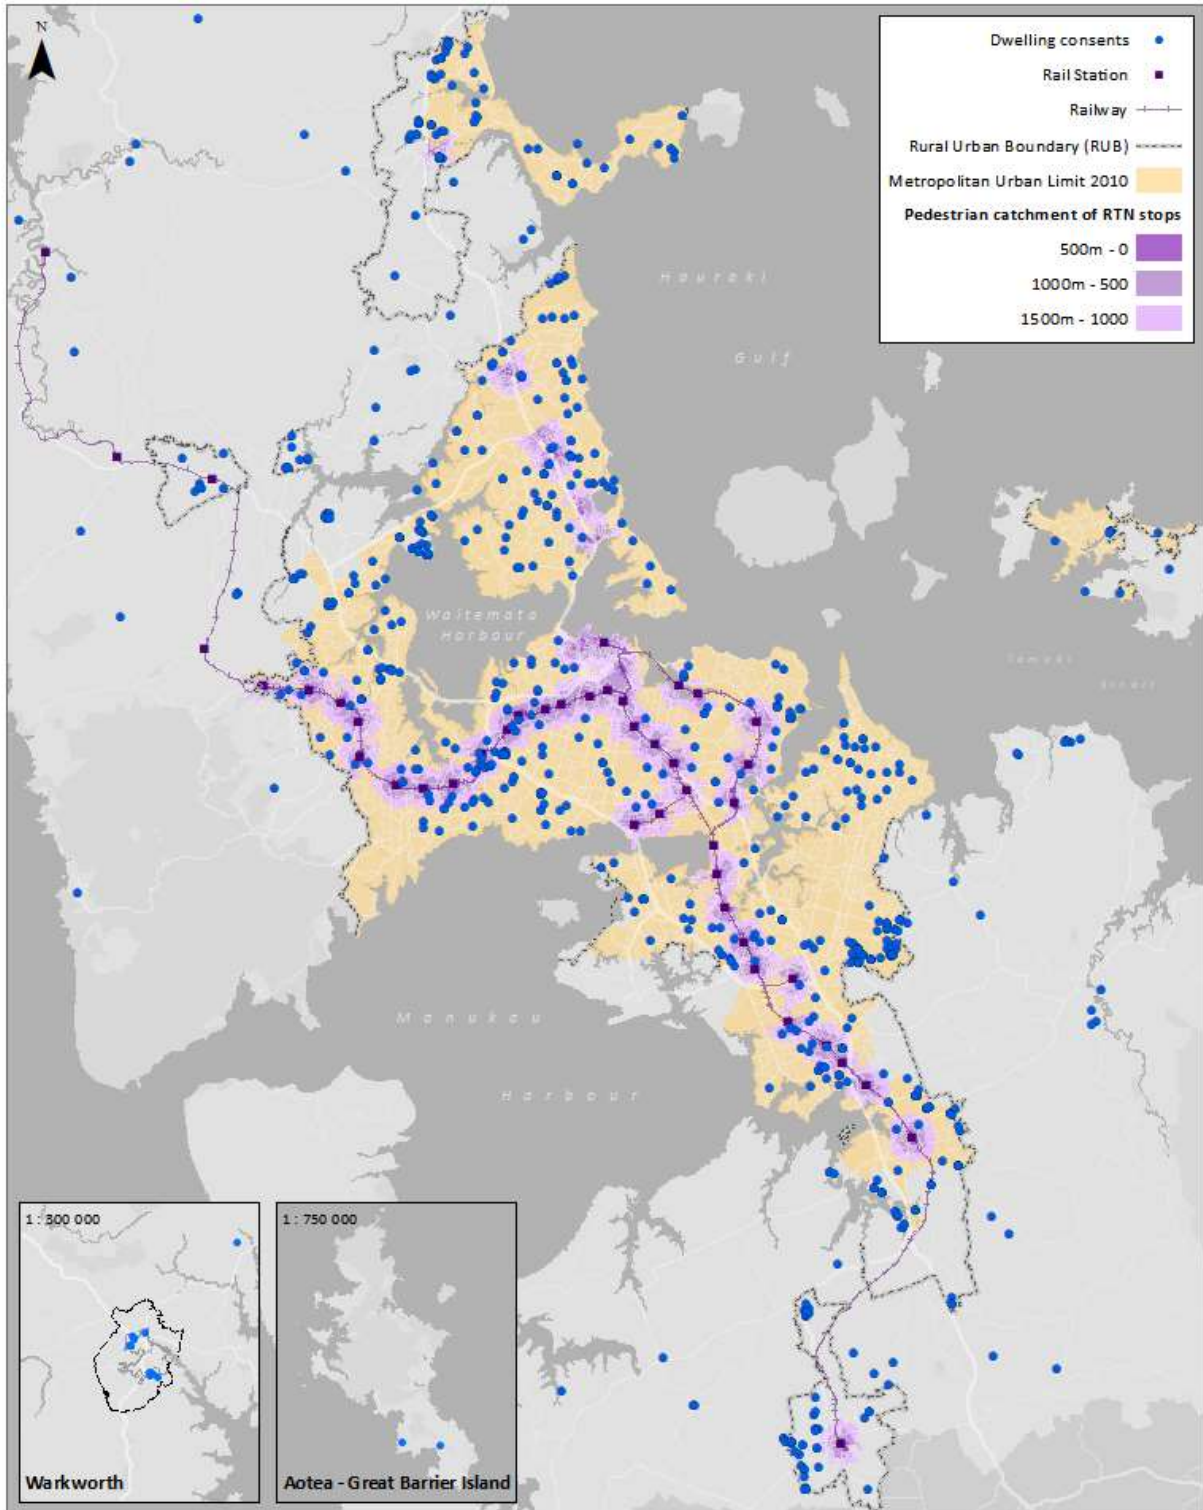 N
Dwelling consents
Rail Station
Railway
Rural Urban Boundary (RUB)
Metropolitan Urban Limit 2010
Pedestrian catchment of RTN stops
500m - 0
1000m - 500
1500m - 1000
Hauraki
Gulf
Waitemata
Harbour
Tamaki
Strait
Manukau
Harbour
1 : 300 000
Warkworth
1 : 750 000
Aotea - Great Barrier Island